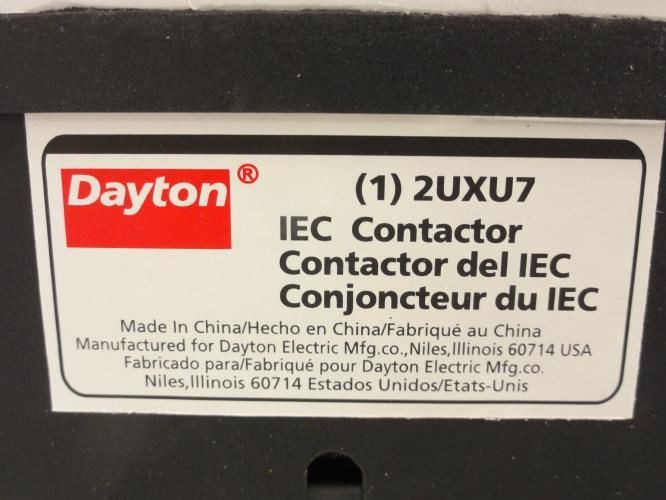 Dayton®
(1) 2UXU7
IEC Contactor
Contactor del IEC
Conjoncteur du IEC
Made In China/Hecho en China/Fabriqué au China
Manufactured for Dayton Electric Mfg.co.,Niles,Illinois 60714 USA
Fabricado para/Fabriqué pour Dayton Electric Mfg.co.
Niles,Illinois 60714 Estados Unidos/Etats-Unis